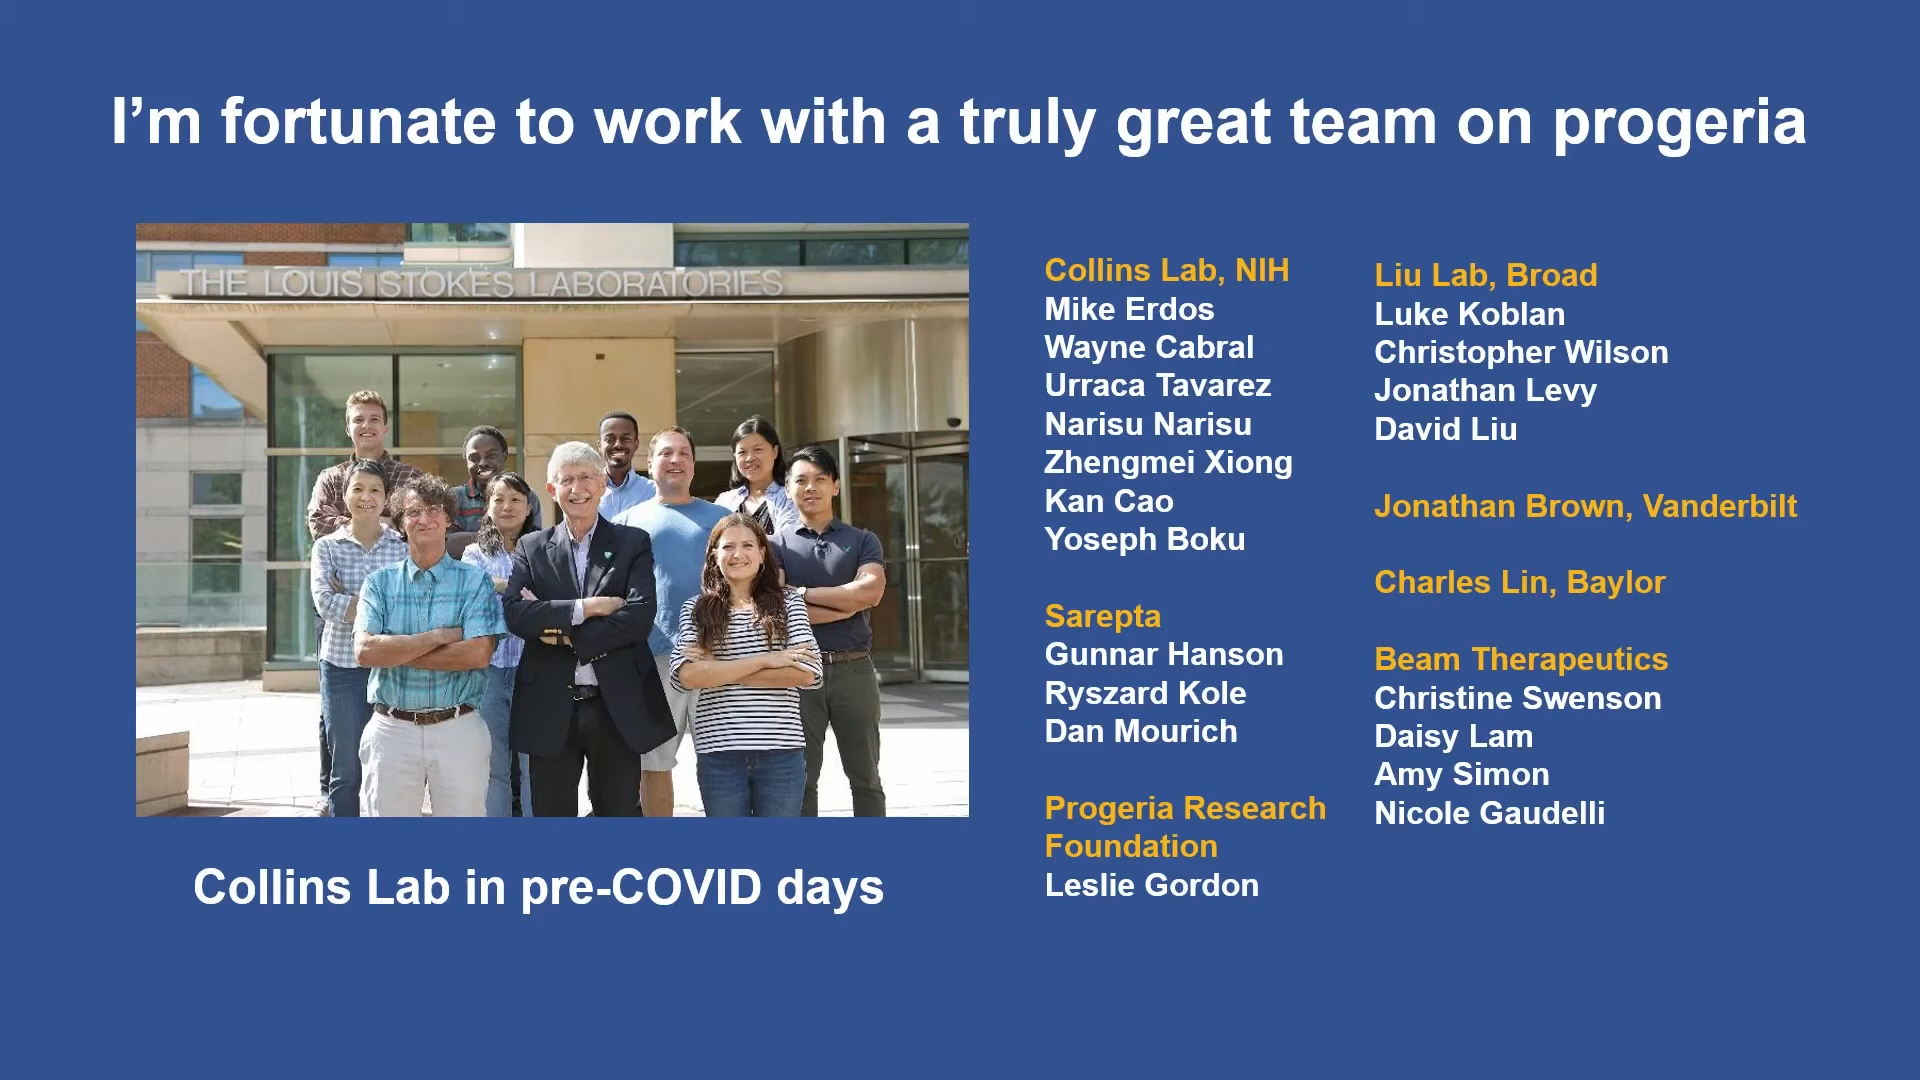 I'm fortunate to work with a truly great team on progeria
THE LOUIS STOKES LABORATORIES
Collins Lab in pre-COVID days
Collins Lab, NIH
Mike Erdos
Wayne Cabral
Urraca Tavarez
Narisu Narisu
Zhengmei Xiong
Kan Cao
Yoseph Boku
Sarepta
Gunnar Hanson
Ryszard Kole
Dan Mourich
Progeria Research
Foundation
Leslie Gordon
Liu Lab, Broad
Luke Koblan
Christopher Wilson
Jonathan Levy
David Liu
Jonathan Brown, Vanderbilt
Charles Lin, Baylor
Beam Therapeutics
Christine Swenson
Daisy Lam
Amy Simon
Nicole Gaudelli